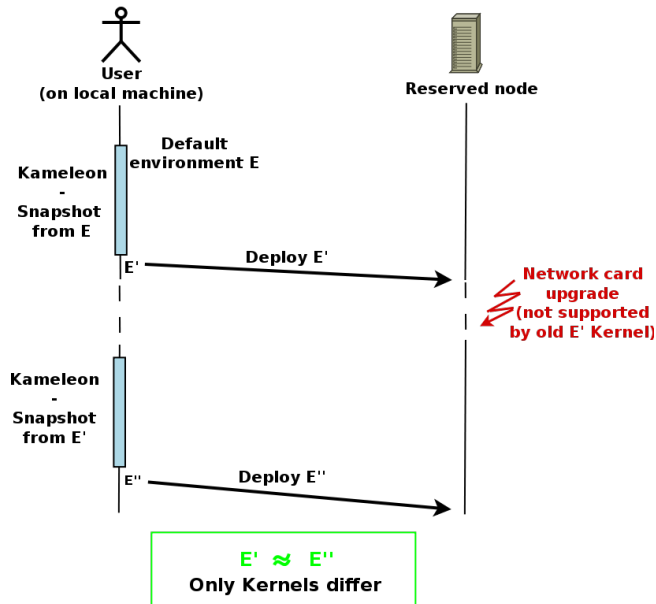 User
(on local machine)
Reserved node
Default
environment E
Kameleon
-
Snapshot
from E
E'
Deploy E'
Network card
upgrade
(not supported
by old E' Kernel)
Kameleon
-
Snapshot
from E'
E''
Deploy E''
E' ≈ E''
Only Kernels differ